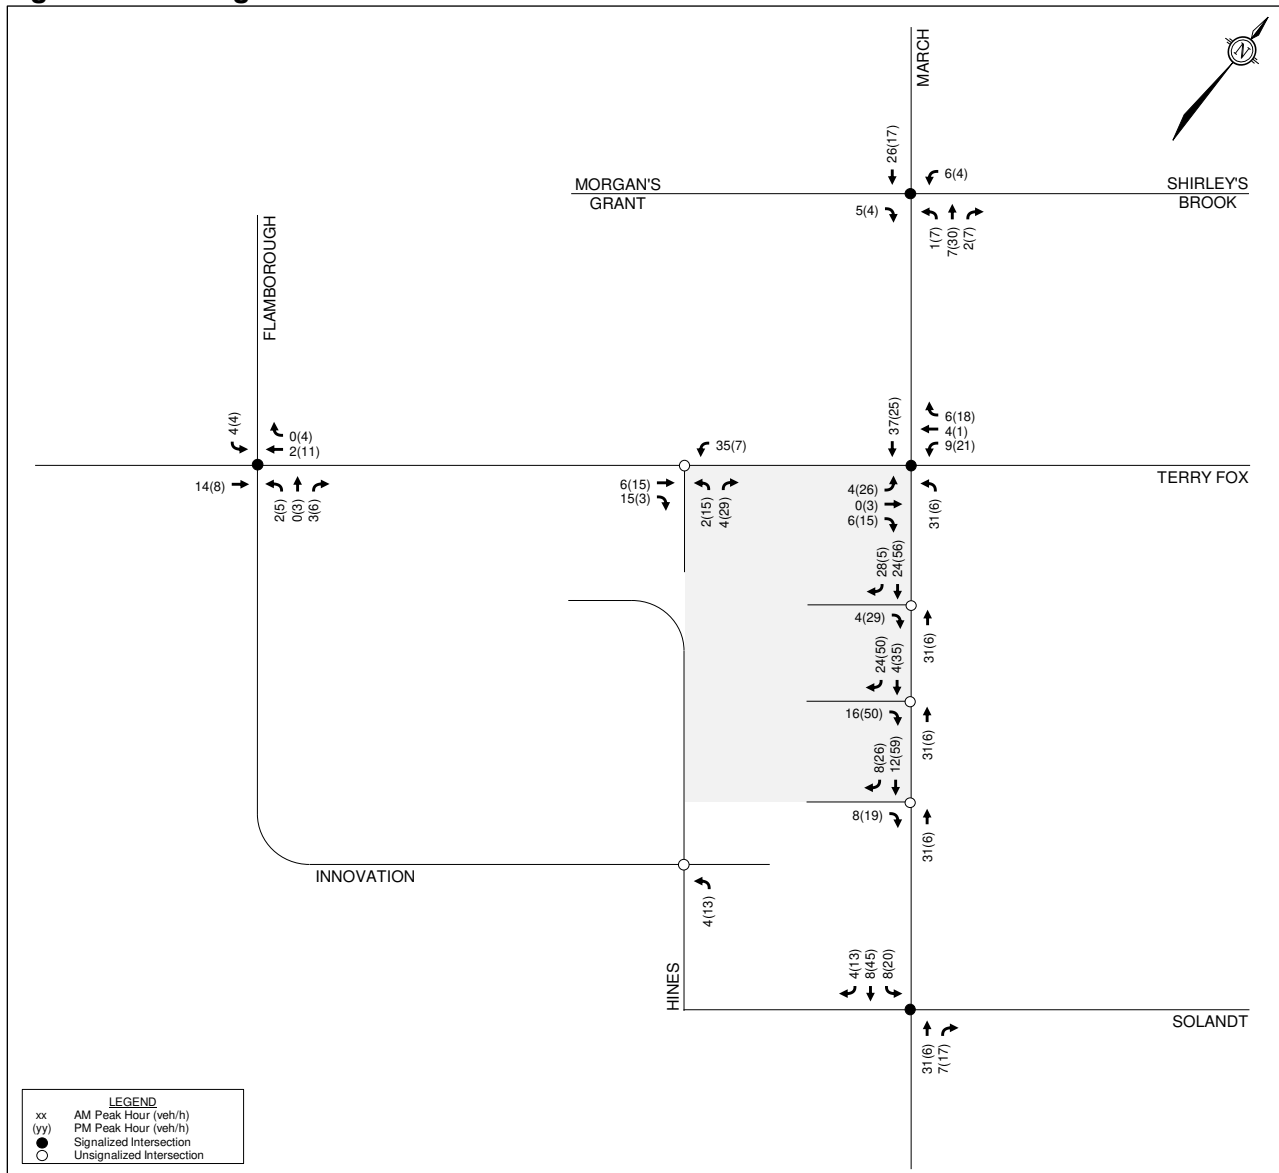 MARCH
N
26(17)
6(4)
MORGAN'S
GRANT
SHIRLEY'S
BROOK
5(4)
1(7)
7(30)
2(7)
FLAMBOROUGH
4(4)
0(4)
2(11)
14(8)
2(5)
0(3)
3(6)
35(7)
6(15)
15(3)
2(15)
4(29)
37(25)
6(18)
4(1)
9(21)
TERRY FOX
4(26)
0(3)
6(15)
31(6)
28(5)
24(56)
4(29)
31(6)
24(50)
4(35)
16(50)
31(6)
8(26)
12(59)
8(19)
31(6)
INNOVATION
4(13)
HINES
4(13)
8(45)
8(20)
SOLANDT
31(6)
7(17)
LEGEND
xx AM Peak Hour (veh/h)
(yy) PM Peak Hour (veh/h)
Signalized Intersection
Unsignalized Intersection